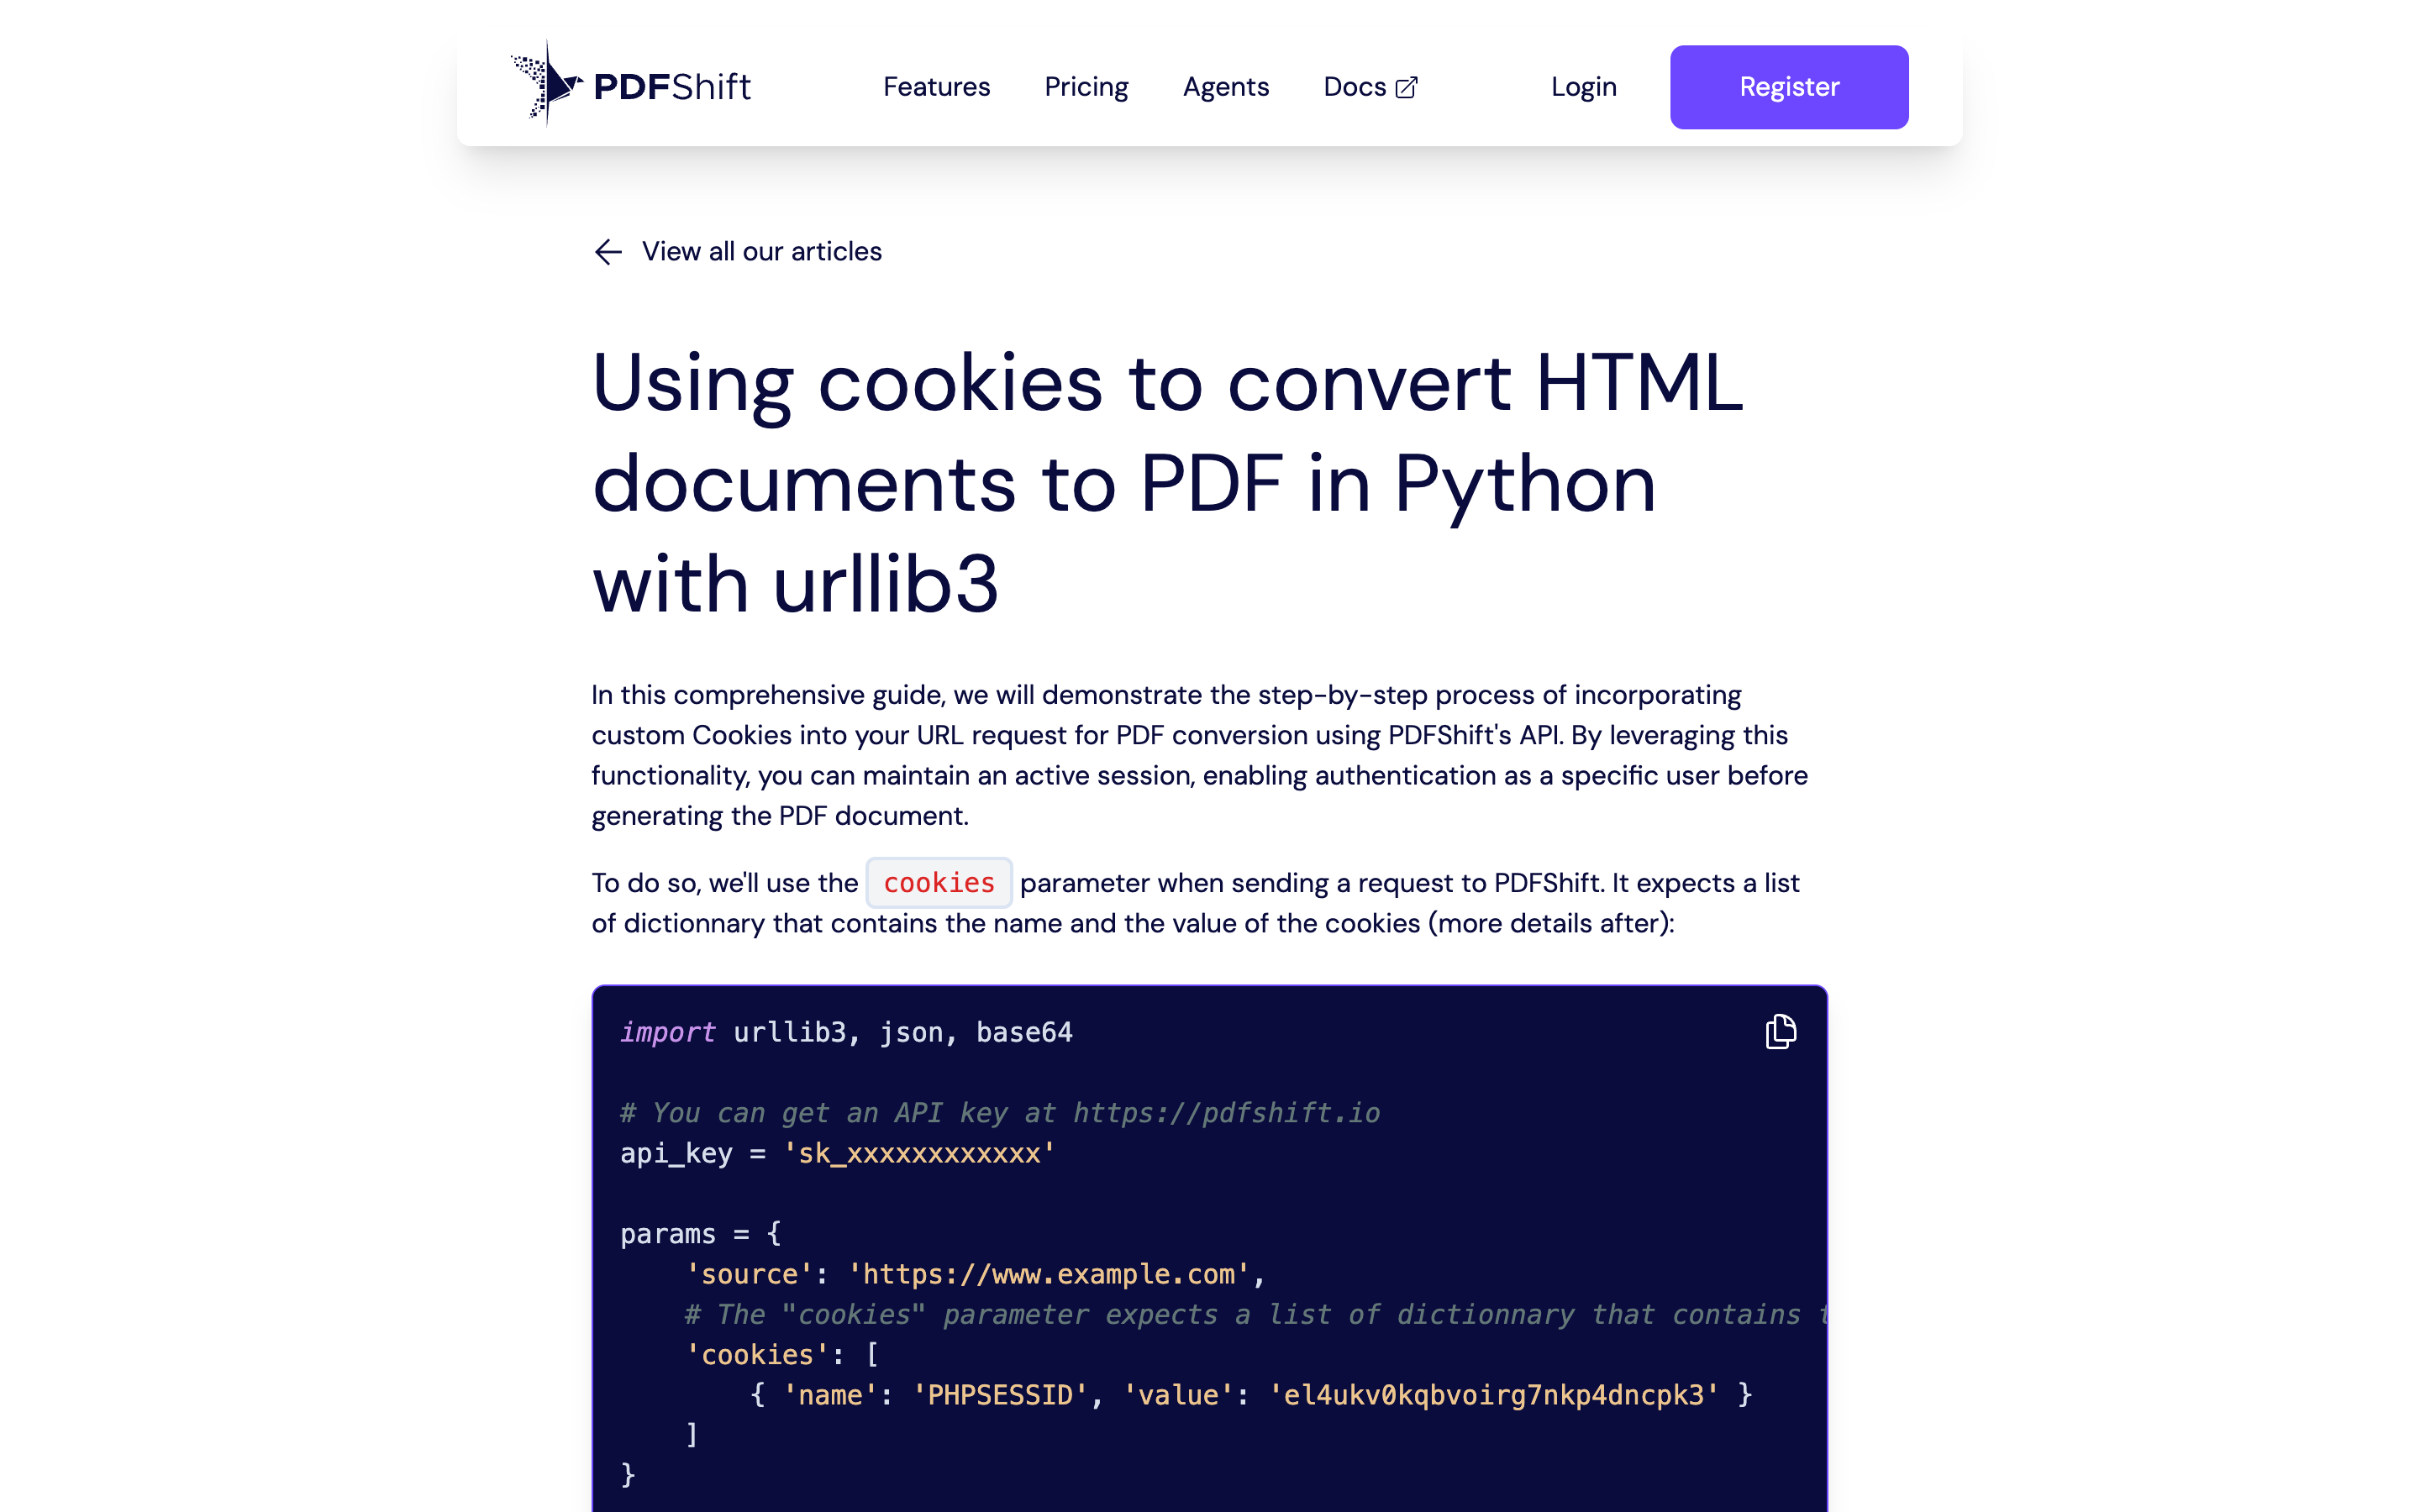 PDFShift
Features
Pricing
Agents
Docs
Login
Register
View all our articles
Using cookies to convert HTML
documents to PDF in Python
with urllib3
In this comprehensive guide, we will demonstrate the step-by-step process of incorporating
custom Cookies into your URL request for PDF conversion using PDFShift's API. By leveraging this
functionality, you can maintain an active session, enabling authentication as a specific user before
generating the PDF document.
To do so, we'll use the cookies parameter when sending a request to PDFShift. It expects a list
of dictionnary that contains the name and the value of the cookies (more details after):
import urllib3, json, base64
# You can get an API key at https://pdfshift.io
api_key = 'sk_xxxxxxxxxxxx'
params = {
    'source': 'https://www.example.com',
    # The "cookies" parameter expects a list of dictionnary that contains
    'cookies': [
        { 'name': 'PHPSESSID', 'value': 'el4ukv0kqbvoirg7nkp4dncpk3' }
    ]
}